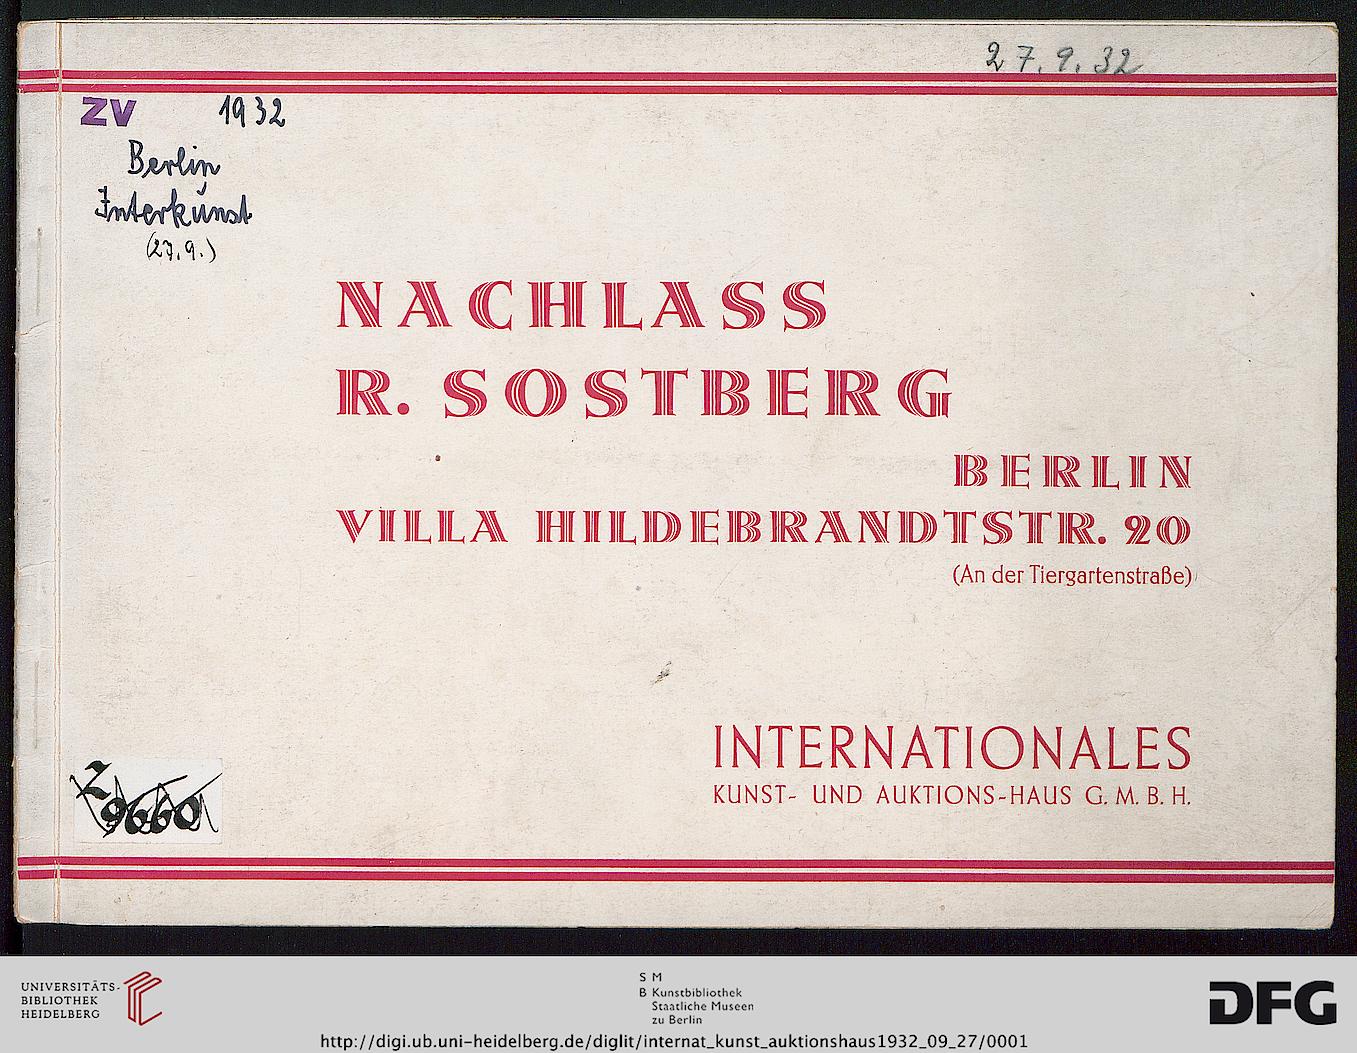 27.9.32
ZV 1932
Berlin
Interkunst
(27.9.)
NACHLASS
R. SOSTBERG
BERLIN
VILLA HILDEBRANDTSTR. 20
(An der Tiergartenstraße)
INTERNATIONALES
KUNST- UND AUKTIONS-HAUS G. M. B. H.
Z
9660
UNIVERSITÄTS-
BIBLIOTHEK
HEIDELBERG
S M
B Kunstbibliothek
Staatliche Museen
zu Berlin
DFG
http://digi.ub.uni-heidelberg.de/diglit/internat_kunst_auktionshaus1932_09_27/0001